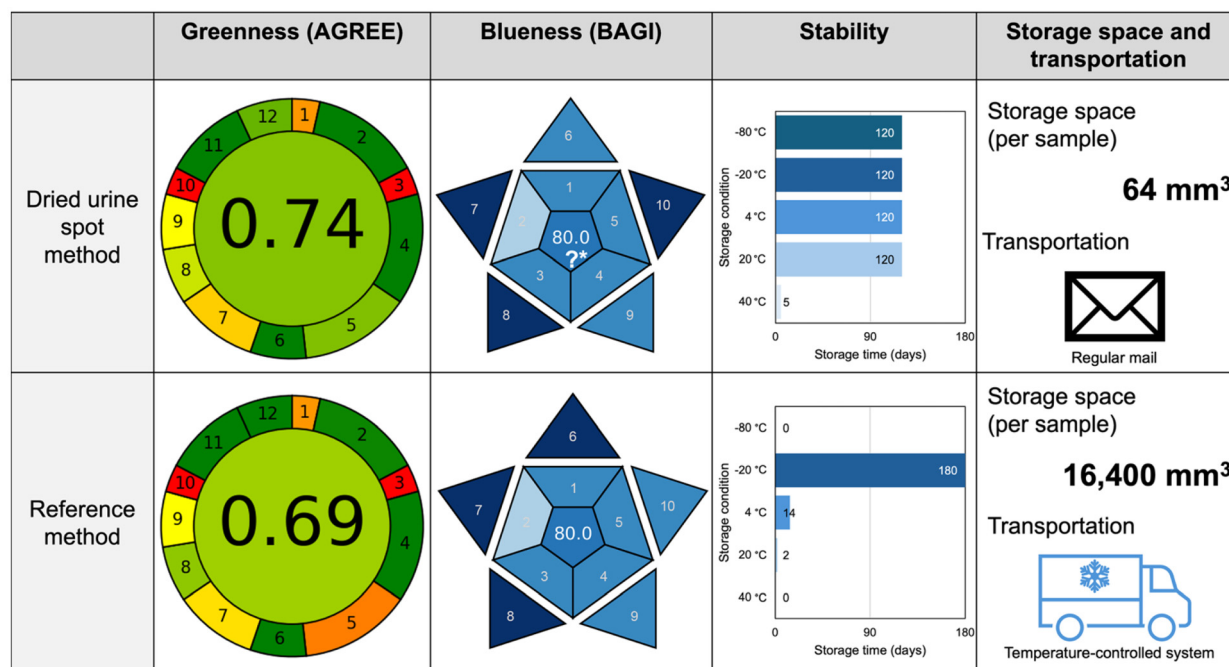 Greenness (AGREE)
Blueness (BAGI)
Stability
Storage space and
transportation
Dried urine
spot
method
1
2
3
4
5
6
7
8
9
10
11
12
0.74
6
7
10
1
2
5
80.0
?*
3
4
8
9
Storage condition
-80 °C
120
-20 °C
120
4 °C
120
20 °C
120
40 °C
5
0
90
180
Storage time (days)
Storage space
(per sample)
64 mm³
Transportation
Regular mail
Reference
method
1
2
3
4
5
6
7
8
9
10
11
12
0.69
6
7
10
1
2
5
80.0
3
4
8
9
Storage condition
-80 °C
0
-20 °C
180
4 °C
14
20 °C
2
40 °C
0
0
90
180
Storage time (days)
Storage space
(per sample)
16,400 mm³
Transportation
Temperature-controlled system